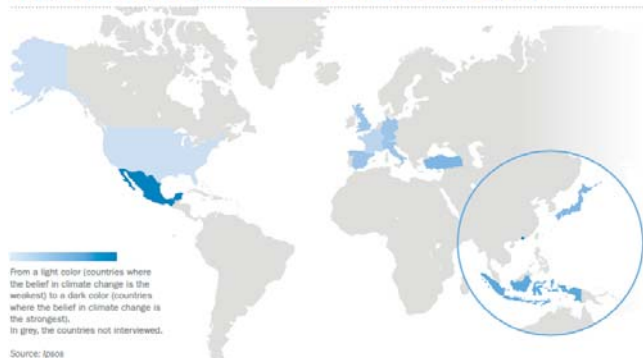 From a light color (countries where
the belief in climate change is the
weakest) to a dark color (countries
where the belief in climate change is
the strongest).
In grey, the countries not interviewed.
Source: Ipsos